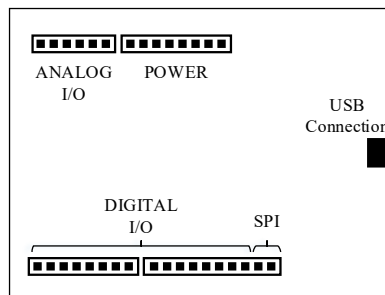 ANALOG
I/O
POWER
USB
Connection
DIGITAL
I/O
SPI